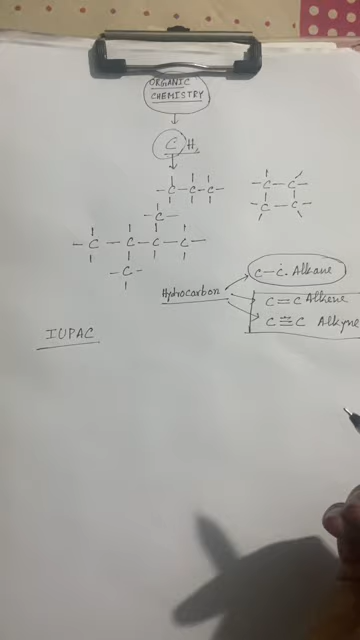 ORGANIC
CHEMISTRY
C H,
-C-C-C-
-C-
-C-C-C-C-
-C-
-C-C-
-C-C-
Hydrocarbon
C-C. Alkane
C=C Alkene
C≡C Alkyne
IUPAC